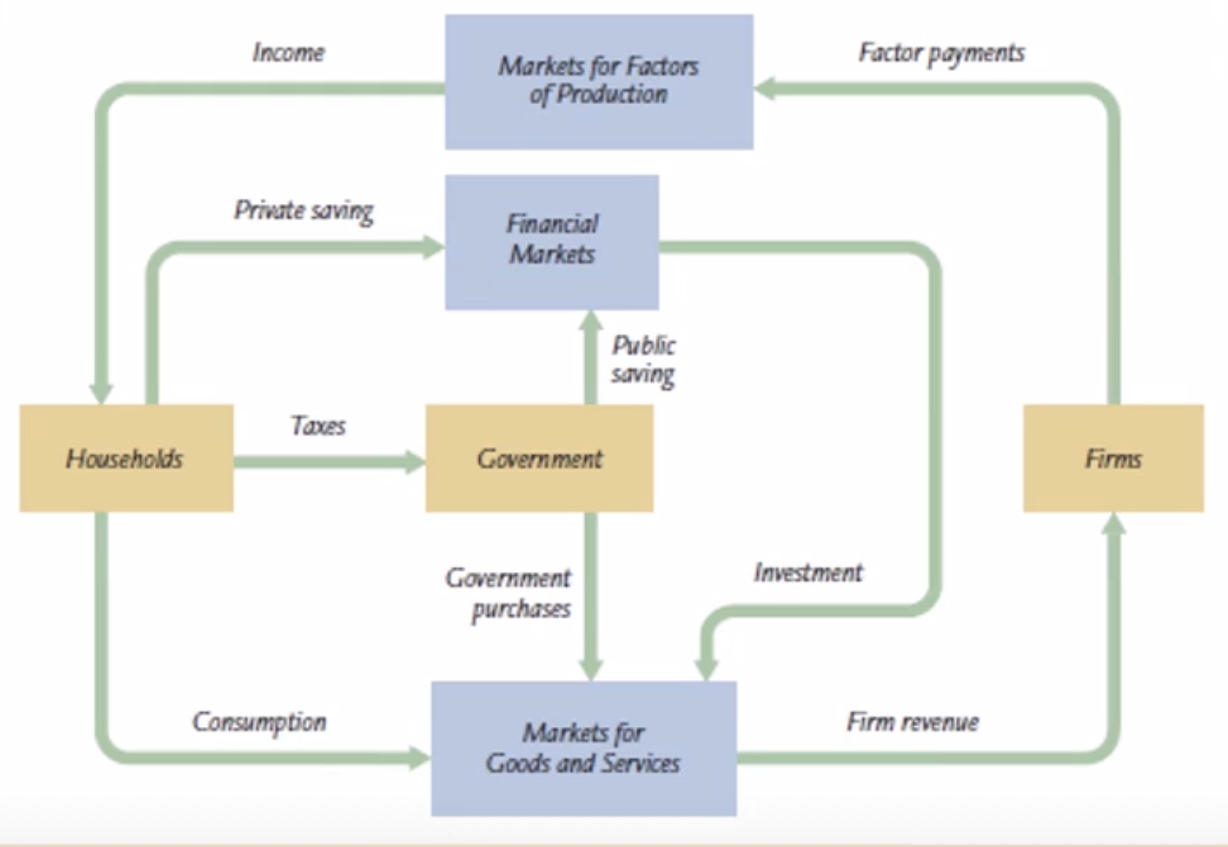 Income
Markets for Factors
of Production
Factor payments
Private saving
Financial
Markets
Public
saving
Taxes
Households
Government
Firms
Government
purchases
Investment
Consumption
Markets for
Goods and Services
Firm revenue